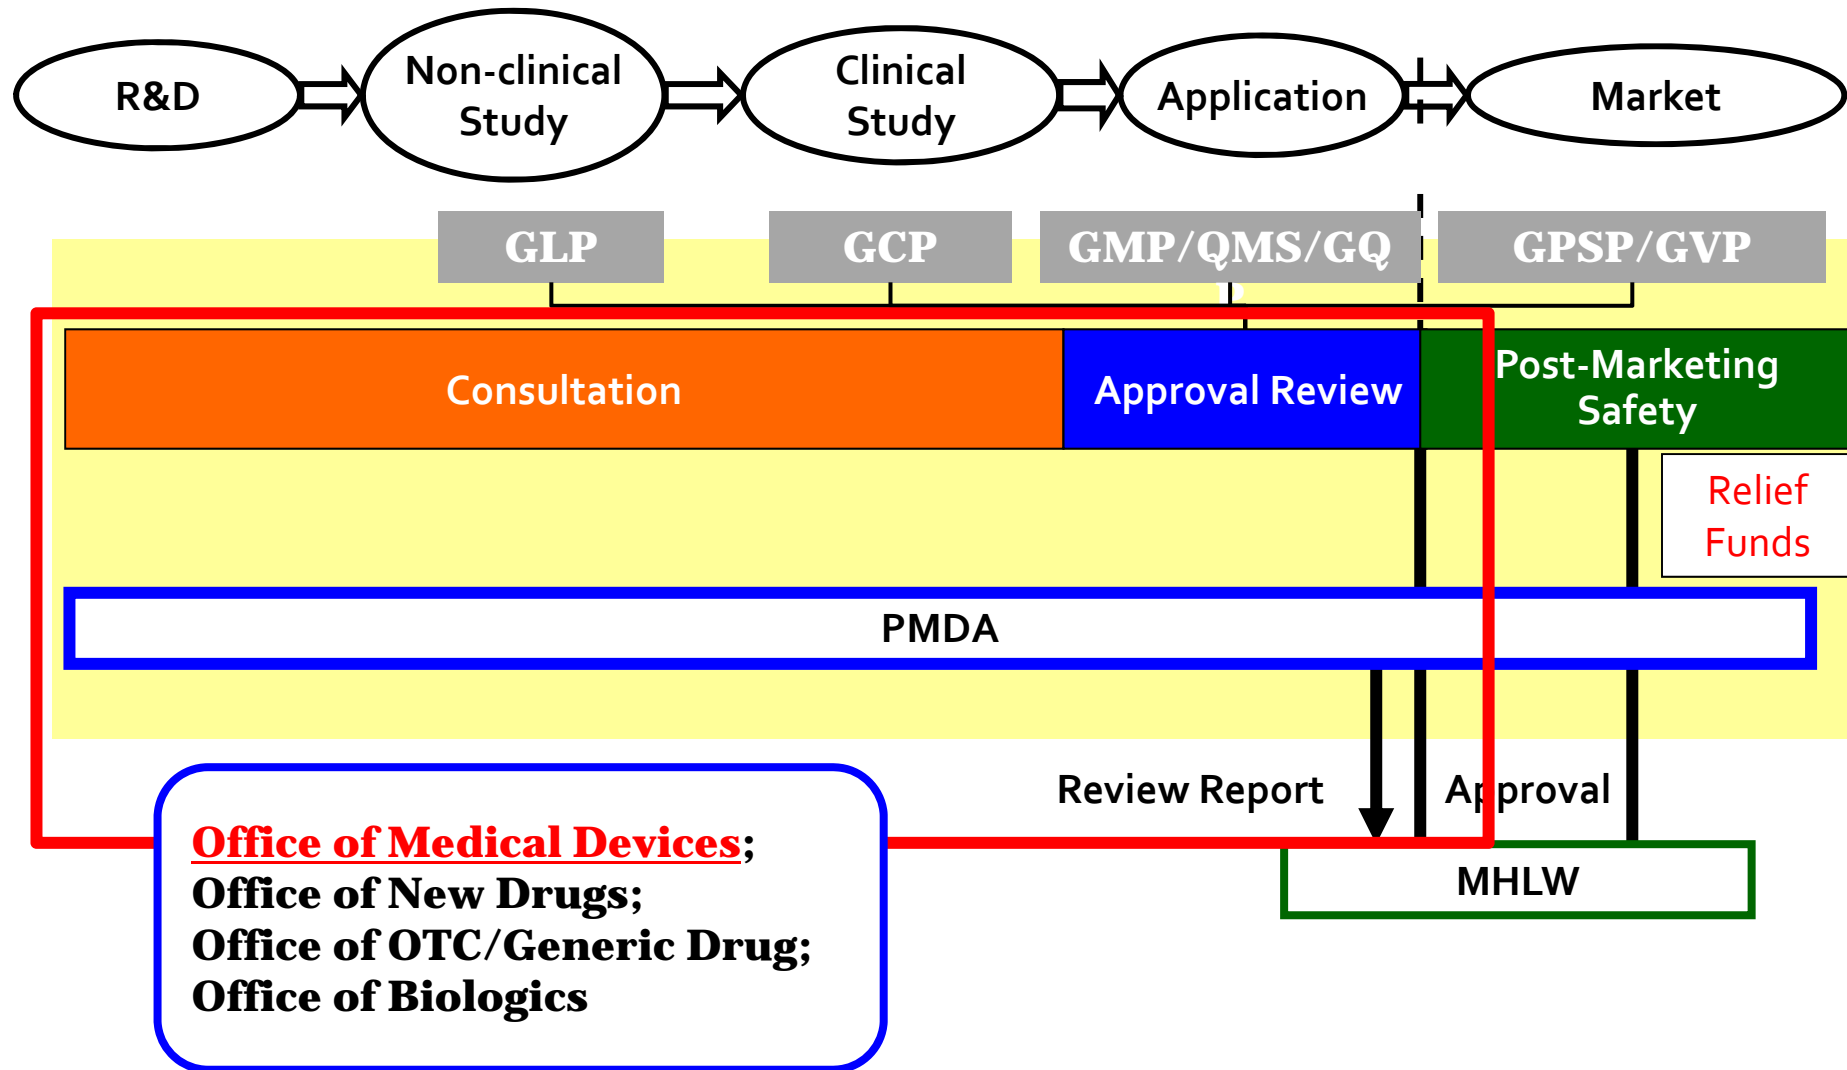 R&D
Non-clinical
Study
Clinical
Study
Application
Market
GLP
GCP
GMP/QMS/GQ
P
GPSP/GVP
Consultation
Approval Review
Post-Marketing
Safety
Relief
Funds
PMDA
Review Report
Approval
Office of Medical Devices;
Office of New Drugs;
Office of OTC/Generic Drug;
Office of Biologics
MHLW